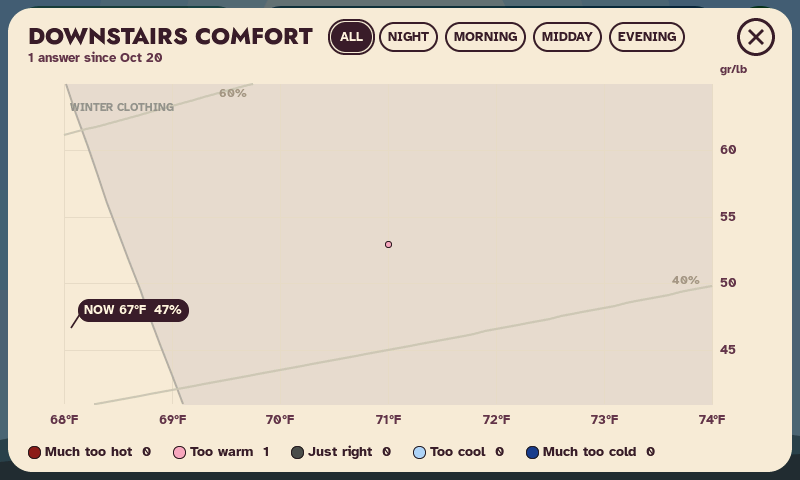 DOWNSTAIRS COMFORT
ALL NIGHT MORNING MIDDAY EVENING
1 answer since Oct 20
gr/lb
60%
WINTER CLOTHING
60
55
40%
50
NOW 67°F 47%
45
68°F 69°F 70°F 71°F 72°F 73°F 74°F
Much too hot 0 Too warm 1 Just right 0 Too cool 0 Much too cold 0